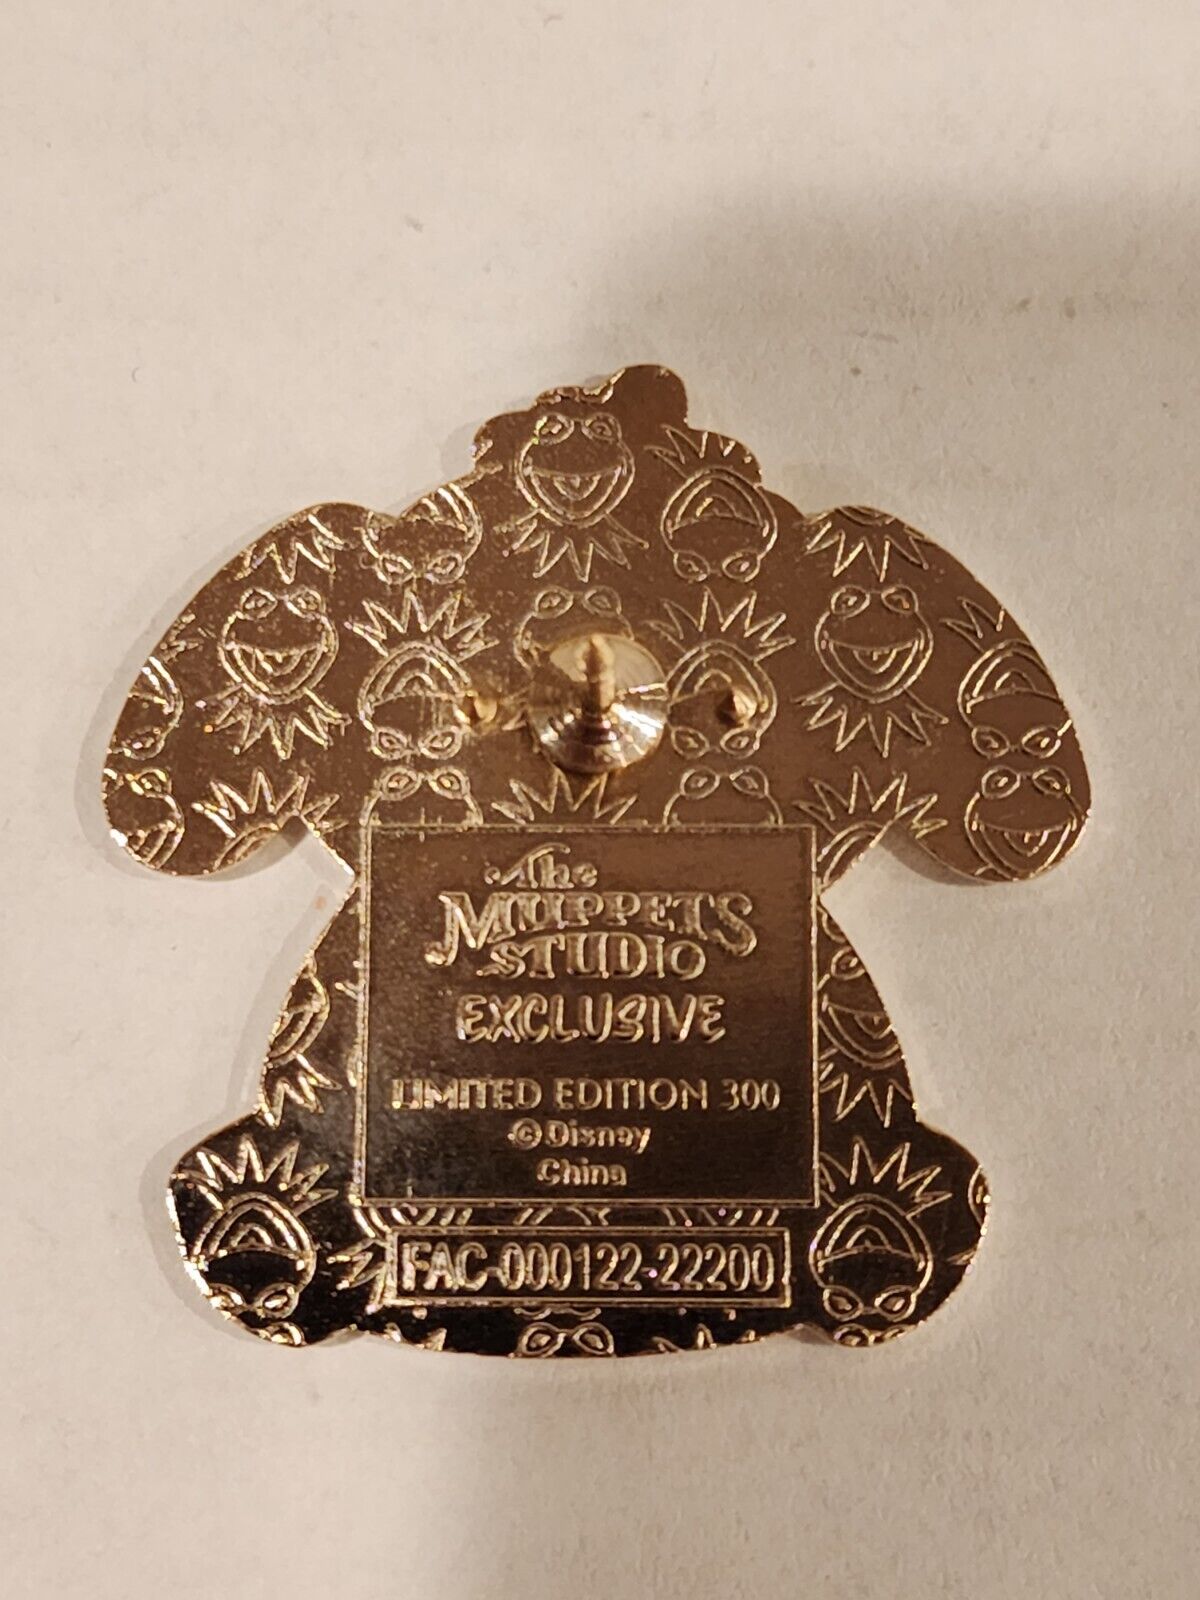 The
MUPPETS
STUDIO
EXCLUSIVE
LIMITED EDITION 300
©Disney
China
FAC-000122-22200